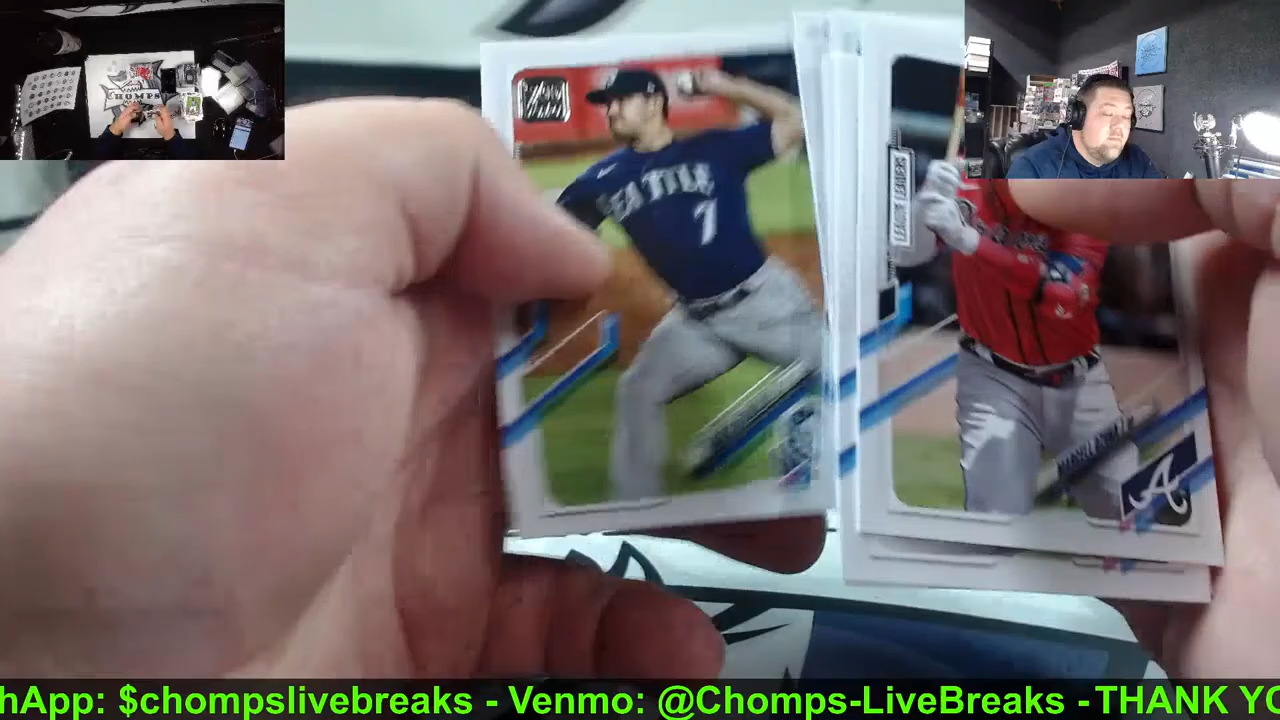 CHOMPS
SEATTLE
7
LEAGUE LEADERS
A
hApp: $chompslivebreaks - Venmo: @Chomps-LiveBreaks -THANK YO